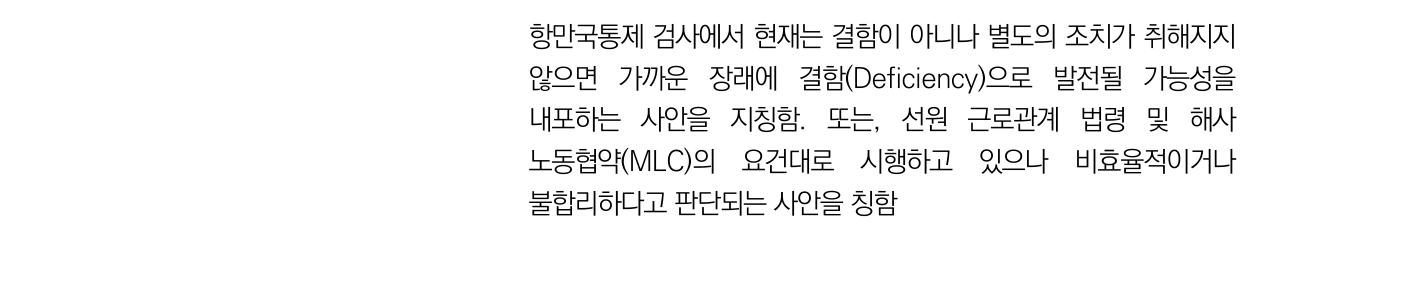 항만국통제 검사에서 현재는 결함이 아니나 별도의 조치가 취해지지
않으면 가까운 장래에 결함(Deficiency)으로 발전될 가능성을
내포하는 사안을 지칭함. 또는, 선원 근로관계 법령 및 해사
노동협약(MLC)의 요건대로 시행하고 있으나 비효율적이거나
불합리하다고 판단되는 사안을 칭함